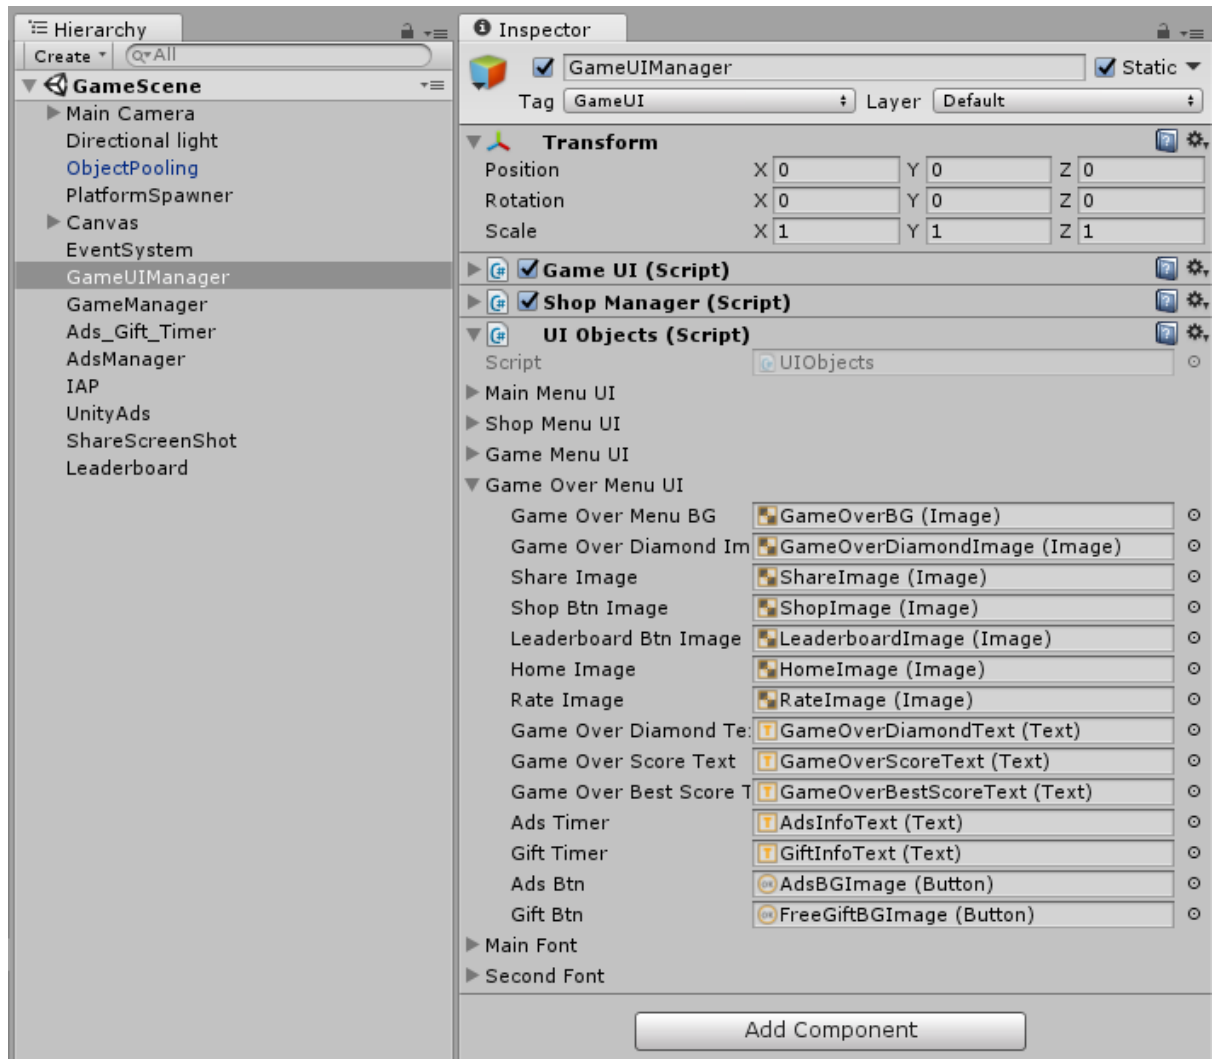 Hierarchy
Create
All
GameScene
Main Camera
Directional light
ObjectPooling
PlatformSpawner
Canvas
EventSystem
GameUIManager
GameManager
Ads_Gift_Timer
AdsManager
IAP
UnityAds
ShareScreenShot
Leaderboard
Inspector
GameUIManager Static
Tag GameUI Layer Default
Transform
Position X 0 Y 0 Z 0
Rotation X 0 Y 0 Z 0
Scale X 1 Y 1 Z 1
Game UI (Script)
Shop Manager (Script)
UI Objects (Script)
Script UIObjects
Main Menu UI
Shop Menu UI
Game Menu UI
Game Over Menu UI
Game Over Menu BG GameOverBG (Image)
Game Over Diamond Im GameOverDiamondImage (Image)
Share Image ShareImage (Image)
Shop Btn Image ShopImage (Image)
Leaderboard Btn Image LeaderboardImage (Image)
Home Image HomeImage (Image)
Rate Image RateImage (Image)
Game Over Diamond Te GameOverDiamondText (Text)
Game Over Score Text GameOverScoreText (Text)
Game Over Best Score T GameOverBestScoreText (Text)
Ads Timer AdsInfoText (Text)
Gift Timer GiftInfoText (Text)
Ads Btn AdsBGImage (Button)
Gift Btn FreeGiftBGImage (Button)
Main Font
Second Font
Add Component